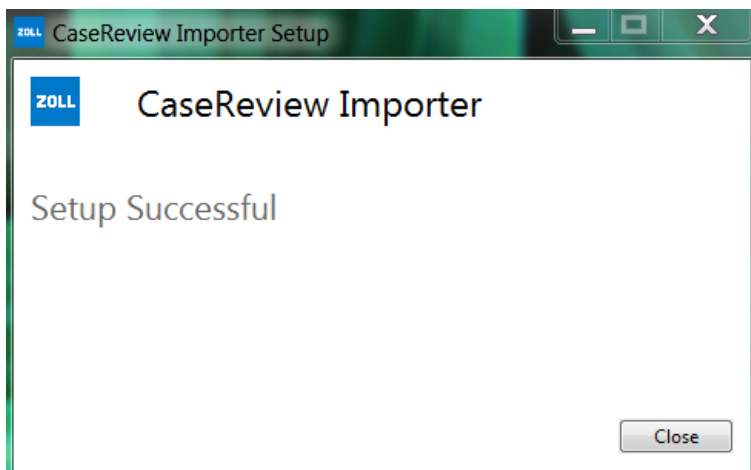 ZOLL CaseReview Importer Setup
ZOLL CaseReview Importer
Setup Successful
Close